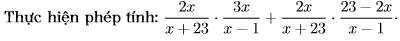 Thực hiện phép tính: $\frac{2x}{x+23} \cdot \frac{3x}{x-1} + \frac{2x}{x+23} \cdot \frac{23-2x}{x-1}$.